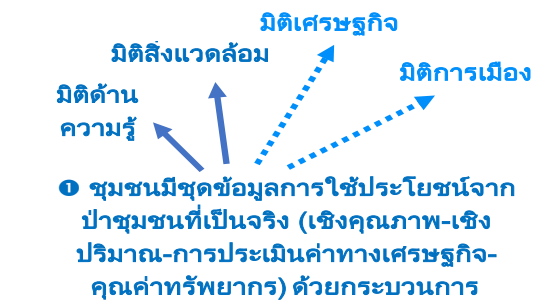 มิติเศรษฐกิจ
มิติสิ่งแวดล้อม
มิติการเมือง
มิติด้าน
ความรู้
❶ ชุมชนมีชุดข้อมูลการใช้ประโยชน์จาก
ป่าชุมชนที่เป็นจริง (เชิงคุณภาพ-เชิง
ปริมาณ-การประเมินค่าทางเศรษฐกิจ-
คุณค่าทรัพยากร) ด้วยกระบวนการ